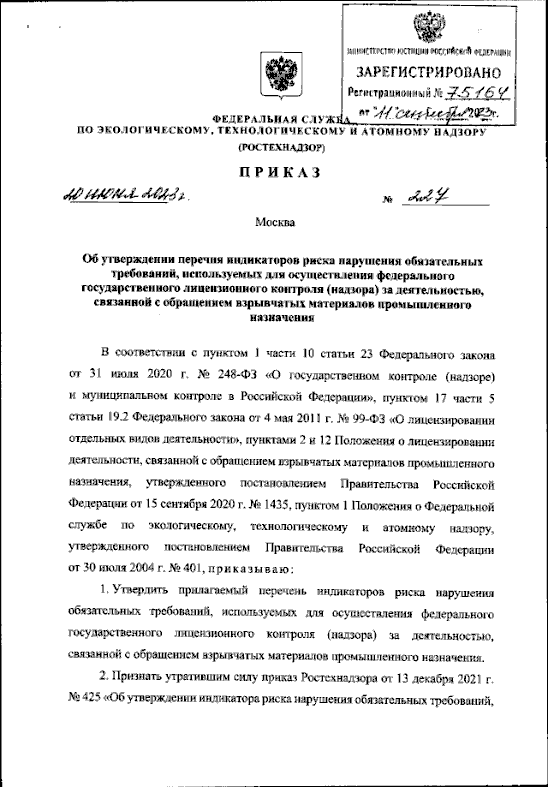 МИНИСТЕРСТВО ЮСТИЦИИ РОССИЙСКОЙ ФЕДЕРАЦИИ
ЗАРЕГИСТРИРОВАНО
Регистрационный № 75164
от "11" сентября 2023г.
ФЕДЕРАЛЬНАЯ СЛУЖБА
ПО ЭКОЛОГИЧЕСКОМУ, ТЕХНОЛОГИЧЕСКОМУ И АТОМНОМУ НАДЗОРУ
(РОСТЕХНАДЗОР)
ПРИКАЗ
20 июня 2023г. № 227
Москва
Об утверждении перечня индикаторов риска нарушения обязательных
требований, используемых для осуществления федерального
государственного лицензионного контроля (надзора) за деятельностью,
связанной с обращением взрывчатых материалов промышленного
назначения
В соответствии с пунктом 1 части 10 статьи 23 Федерального закона
от 31 июля 2020 г. № 248-ФЗ «О государственном контроле (надзоре)
и муниципальном контроле в Российской Федерации», пунктом 17 части 5
статьи 19.2 Федерального закона от 4 мая 2011 г. № 99-ФЗ «О лицензировании
отдельных видов деятельности», пунктами 2 и 12 Положения о лицензировании
деятельности, связанной с обращением взрывчатых материалов промышленного
назначения, утвержденного постановлением Правительства Российской
Федерации от 15 сентября 2020 г. № 1435, пунктом 1 Положения о Федеральной
службе по экологическому, технологическому и атомному надзору,
утвержденного постановлением Правительства Российской Федерации
от 30 июля 2004 г. № 401, приказываю:
1. Утвердить прилагаемый перечень индикаторов риска нарушения
обязательных требований, используемых для осуществления федерального
государственного лицензионного контроля (надзора) за деятельностью,
связанной с обращением взрывчатых материалов промышленного назначения.
2. Признать утратившим силу приказ Ростехнадзора от 13 декабря 2021 г.
№ 425 «Об утверждении индикатора риска нарушения обязательных требований,